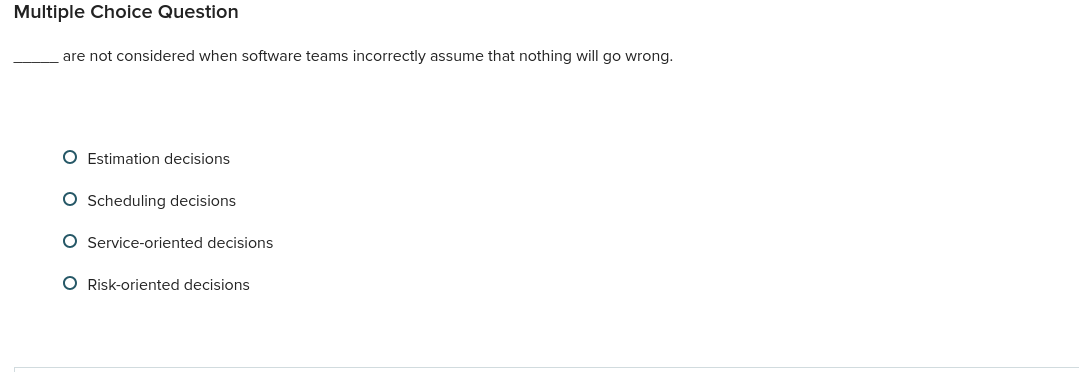 Multiple Choice Question
_____ are not considered when software teams incorrectly assume that nothing will go wrong.
Estimation decisions
Scheduling decisions
Service-oriented decisions
Risk-oriented decisions